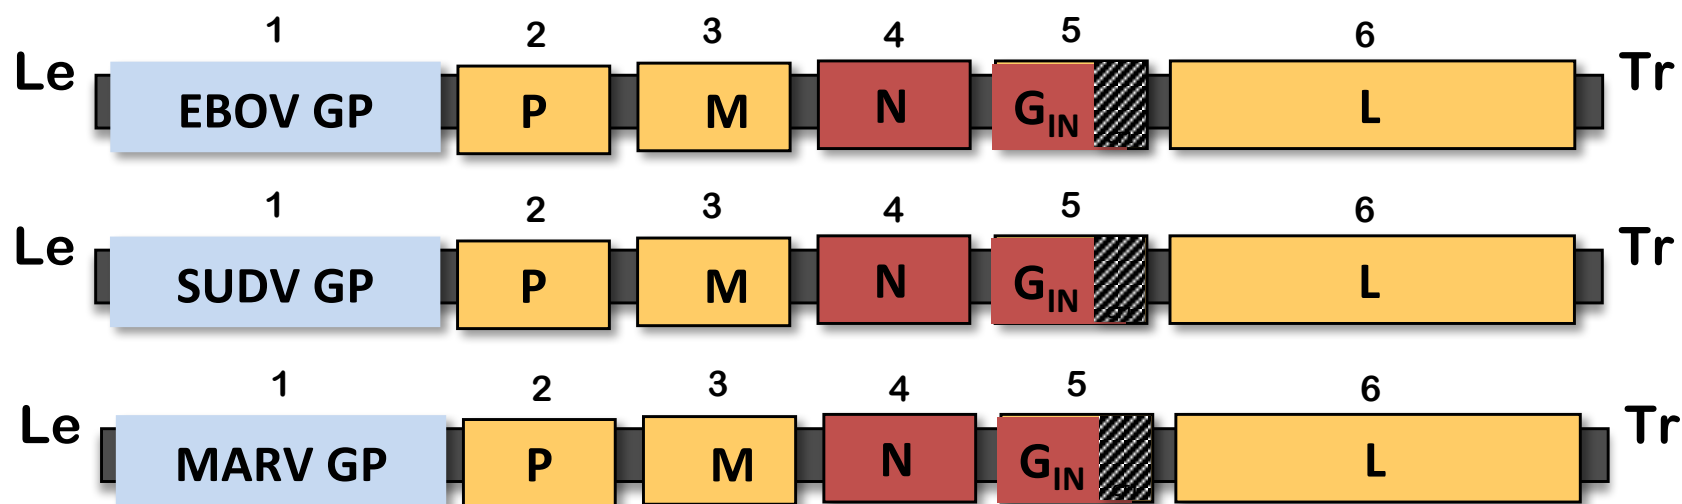 1 2 3 4 5 6
Le EBOV GP P M N GIN L Tr
1 2 3 4 5 6
Le SUDV GP P M N GIN L Tr
1 2 3 4 5 6
Le MARV GP P M N GIN L Tr